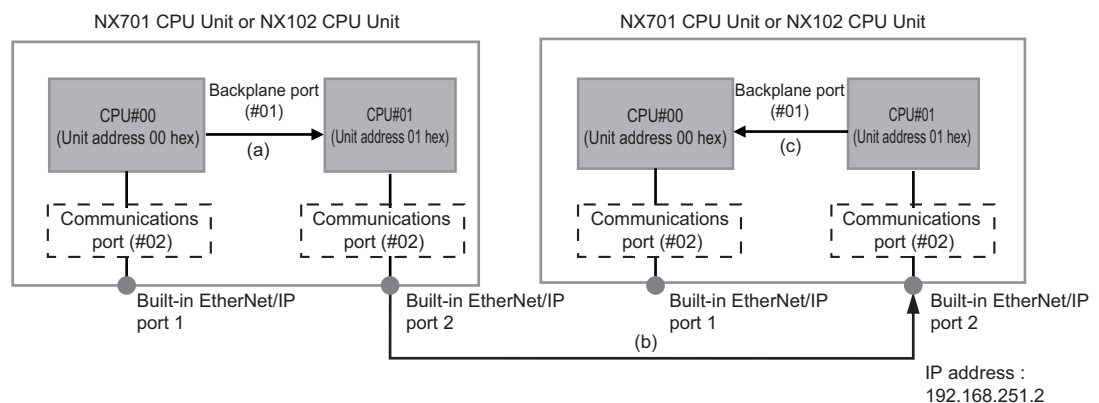 NX701 CPU Unit or NX102 CPU Unit
NX701 CPU Unit or NX102 CPU Unit
CPU#00
(Unit address 00 hex)
Backplane port
(#01)
(a)
CPU#01
(Unit address 01 hex)
CPU#00
(Unit address 00 hex)
Backplane port
(#01)
(c)
CPU#01
(Unit address 01 hex)
Communications
port (#02)
Communications
port (#02)
Communications
port (#02)
Communications
port (#02)
Built-in EtherNet/IP
port 1
Built-in EtherNet/IP
port 2
Built-in EtherNet/IP
port 1
Built-in EtherNet/IP
port 2
(b)
IP address :
192.168.251.2